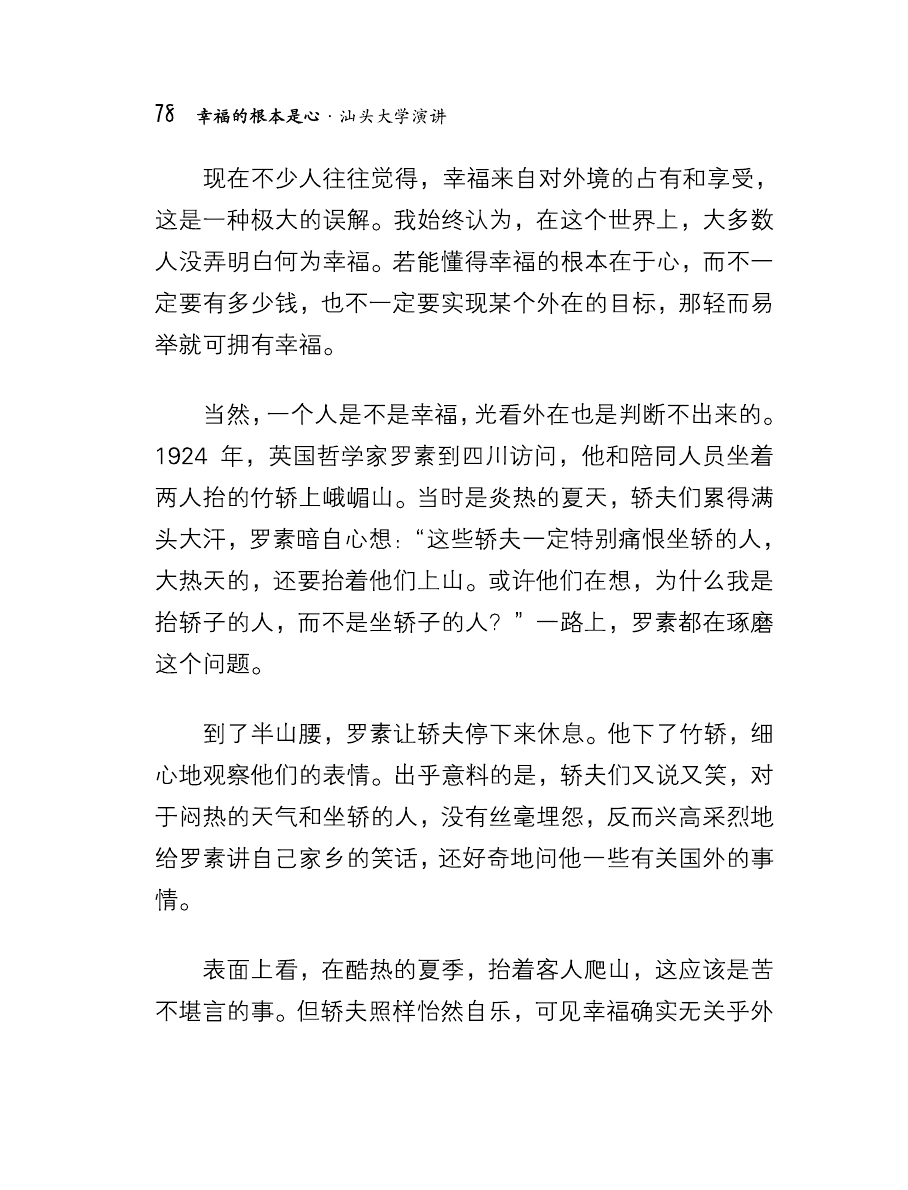 78 幸福的根本是心·汕头大学演讲
现在不少人往往觉得，幸福来自对外境的占有和享受，
这是一种极大的误解。我始终认为，在这个世界上，大多数
人没弄明白何为幸福。若能懂得幸福的根本在于心，而不一
定要有多少钱，也不一定要实现某个外在的目标，那轻而易
举就可拥有幸福。
当然，一个人是不是幸福，光看外在也是判断不出来的。
1924 年，英国哲学家罗素到四川访问，他和陪同人员坐着
两人抬的竹轿上峨嵋山。当时是炎热的夏天，轿夫们累得满
头大汗，罗素暗自心想：“这些轿夫一定特别痛恨坐轿的人，
大热天的，还要抬着他们上山。或许他们在想，为什么我是
抬轿子的人，而不是坐轿子的人？”一路上，罗素都在琢磨
这个问题。
到了半山腰，罗素让轿夫停下来休息。他下了竹轿，细
心地观察他们的表情。出乎意料的是，轿夫们又说又笑，对
于闷热的天气和坐轿的人，没有丝毫埋怨，反而兴高采烈地
给罗素讲自己家乡的笑话，还好奇地问他一些有关国外的事
情。
表面上看，在酷热的夏季，抬着客人爬山，这应该是苦
不堪言的事。但轿夫照样怡然自乐，可见幸福确实无关乎外